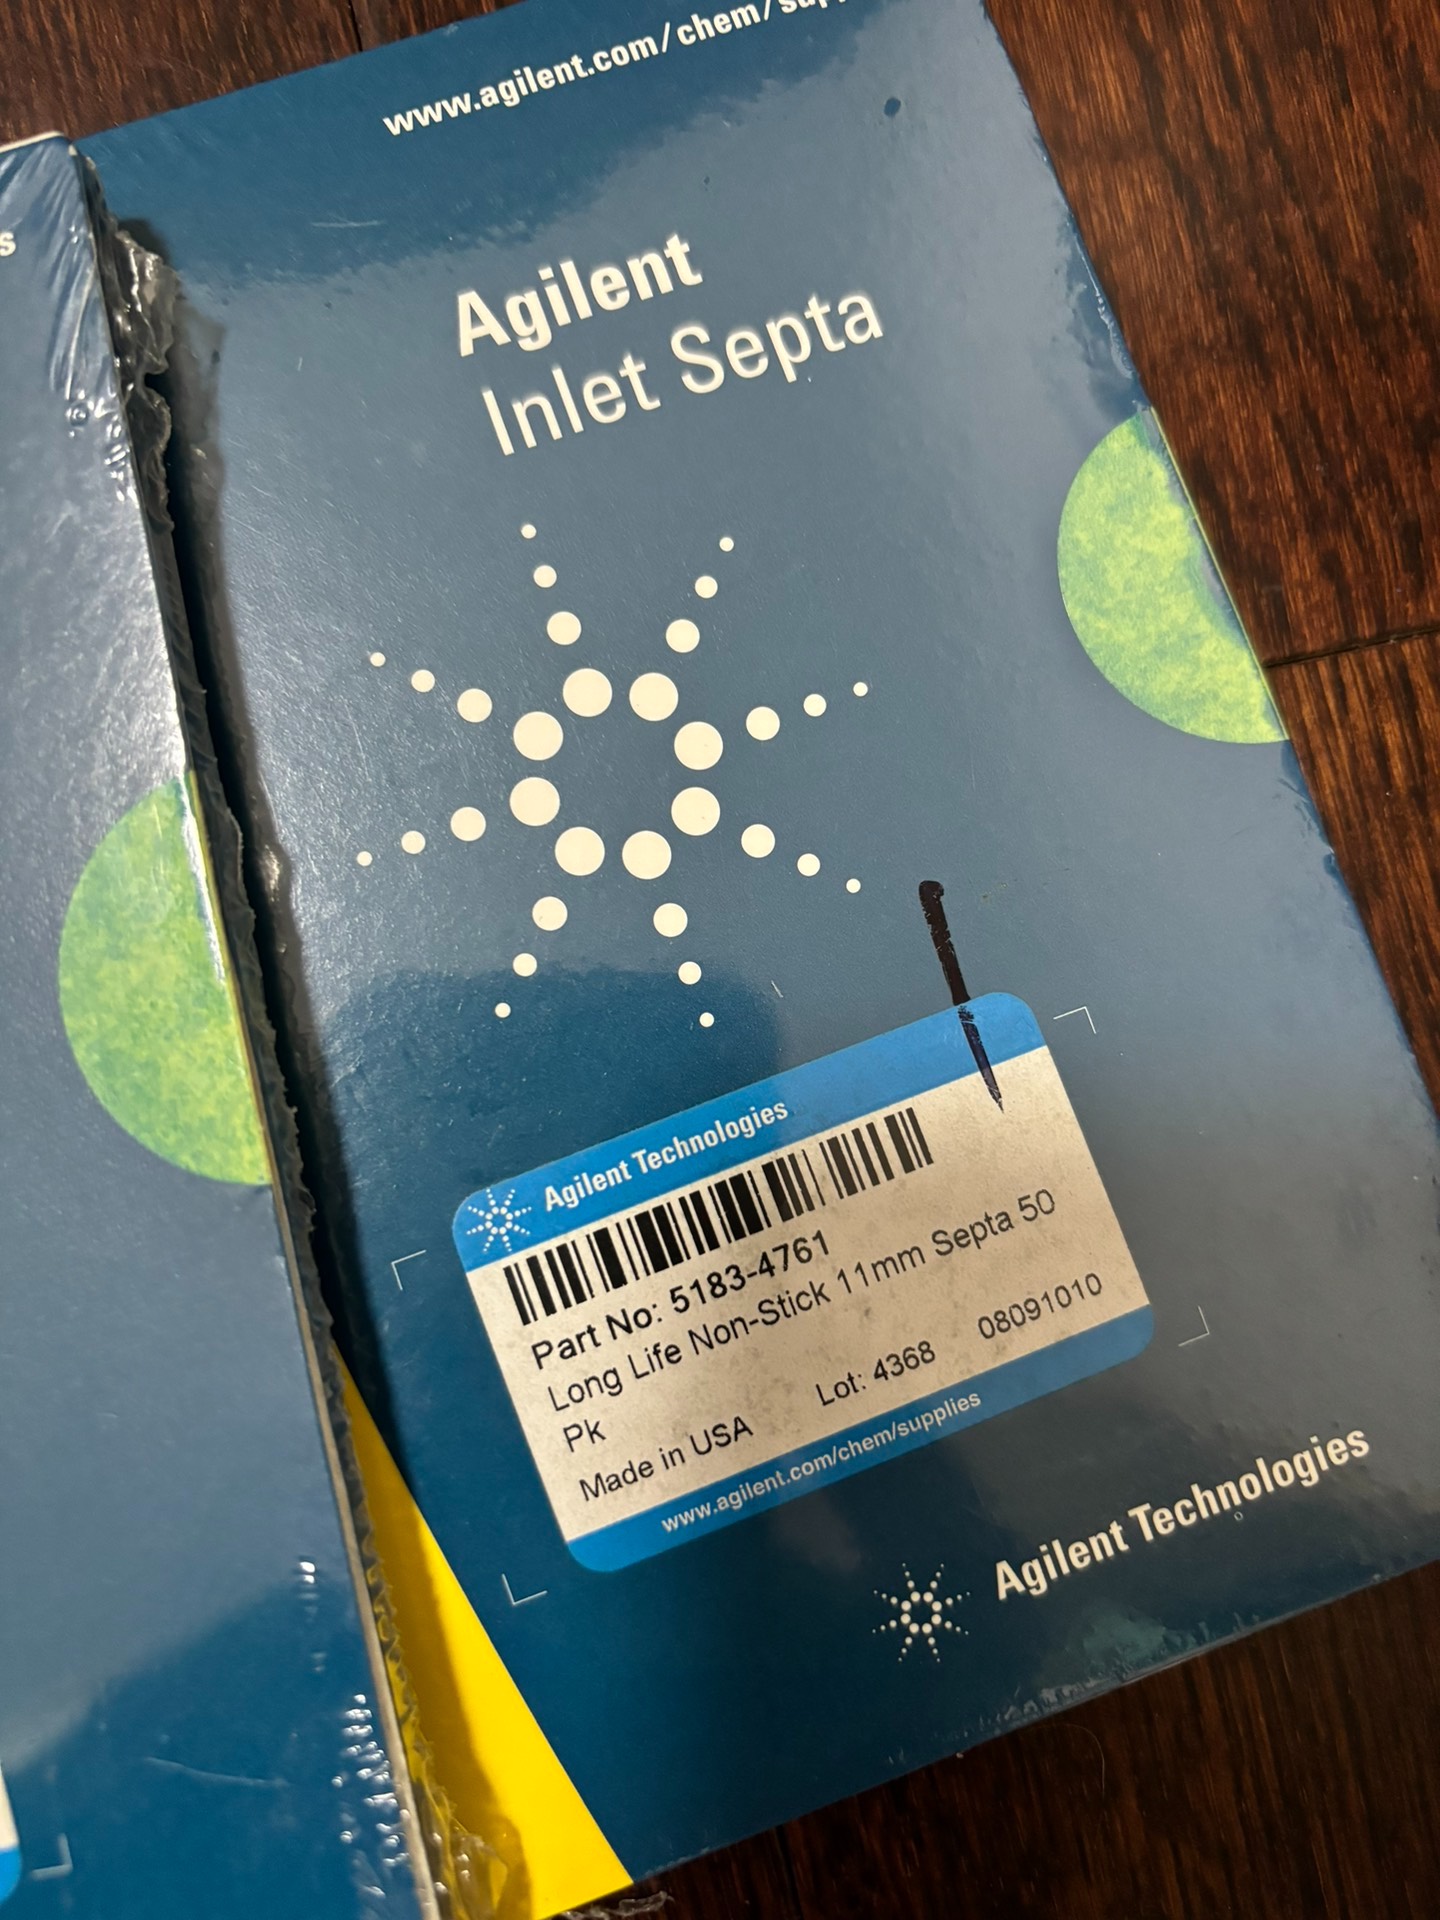 www.agilent.com/chem/
s
Agilent
Inlet Septa
Agilent Technologies
Part No: 5183-4761
Long Life Non-Stick 11mm Septa 50
Pk
Made in USA Lot: 4368 08091010
www.agilent.com/chem/supplies
Agilent Technologies